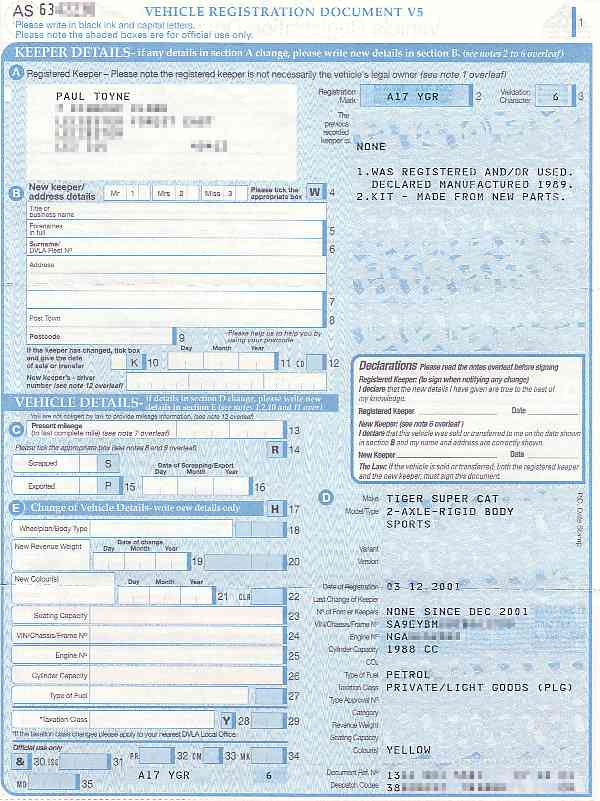 AS 63
VEHICLE REGISTRATION DOCUMENT V5
1
Please write in black ink and capital letters.
Please note the shaded boxes are for official use only.
KEEPER DETAILS- if any details in section A change, please write new details in section B. (see notes 2 to 6 overleaf)
A Registered Keeper – Please note the registered keeper is not necessarily the vehicle's legal owner (see note 1 overleaf)
PAUL TOYNE
Registration Mark A17 YGR 2 Validation Character 6 3
The previous recorded keeper is:
NONE
1.WAS REGISTERED AND/OR USED.
DECLARED MANUFACTURED 1989.
2.KIT - MADE FROM NEW PARTS.
B New keeper/ address details Mr 1 Mrs 2 Miss 3 Please tick the appropriate box W 4
Title or business name
Forenames in full 5
Surname/ DVLA Fleet Nº 6
Address
7
Post Town 8
Postcode 9 Please help us to help you by using your postcode
If the keeper has changed, tick box and give the date of sale or transfer K 10 Day Month Year 11 CD 12
New keeper's - driver number (see note 12 overleaf)
Declarations Please read the notes overleaf before signing
Registered Keeper: (to sign when notifying any change)
I declare that the new details I have given are true to the best of my knowledge.
Registered Keeper Date
New Keeper: (see note 6 overleaf)
I declare that this vehicle was sold or transferred to me on the date shown in section B and my name and address are correctly shown.
New Keeper Date
The Law: if the vehicle is sold or transferred, both the registered keeper and the new keeper, must sign this document.
VEHICLE DETAILS- if details in section D change, please write new details in section E (see notes 1,2,10 and 11 over)
You are not obliged by law to provide mileage information, (see note 13 overleaf)
C Present mileage (to last complete mile) (see note 7 overleaf) 13
Please tick the appropriate box (see notes 8 and 9 overleaf) R 14
Scrapped S Date of Scrapping/Export
Exported P 15 Day Month Year 16
E Change of Vehicle Details- write new details only H 17
Wheelplan/Body Type 18
New Revenue Weight Date of change Day Month Year 19 20
New Colour(s) Day Month Year 21 CLR 22
Seating Capacity 23
VIN/Chassis/Frame Nº 24
Engine Nº 25
Cylinder Capacity 26
Type of Fuel 27
*Taxation Class Y 28 29
*If the taxation class changes please apply to your nearest DVLA Local Office.
Official use only
& 30 ISC 31 PR 32 CM 33 MK 34
MO 35 A17 YGR 6
D Make TIGER SUPER CAT
Model/Type 2-AXLE-RIGID BODY
SPORTS
Variant
Version
Date of Registration 03 12 2001
Last Change of Keeper
Nº of Former Keepers NONE SINCE DEC 2001
VIN/Chassis/Frame Nº SA9EYBM
Engine Nº NGA
Cylinder Capacity 1988 CC
CO₂
Type of Fuel PETROL
Taxation Class PRIVATE/LIGHT GOODS (PLG)
Type Approval Nº
Category
Revenue Weight
Seating Capacity
Colour(s) YELLOW
Document Ref. Nº 13
Despatch Codes 38